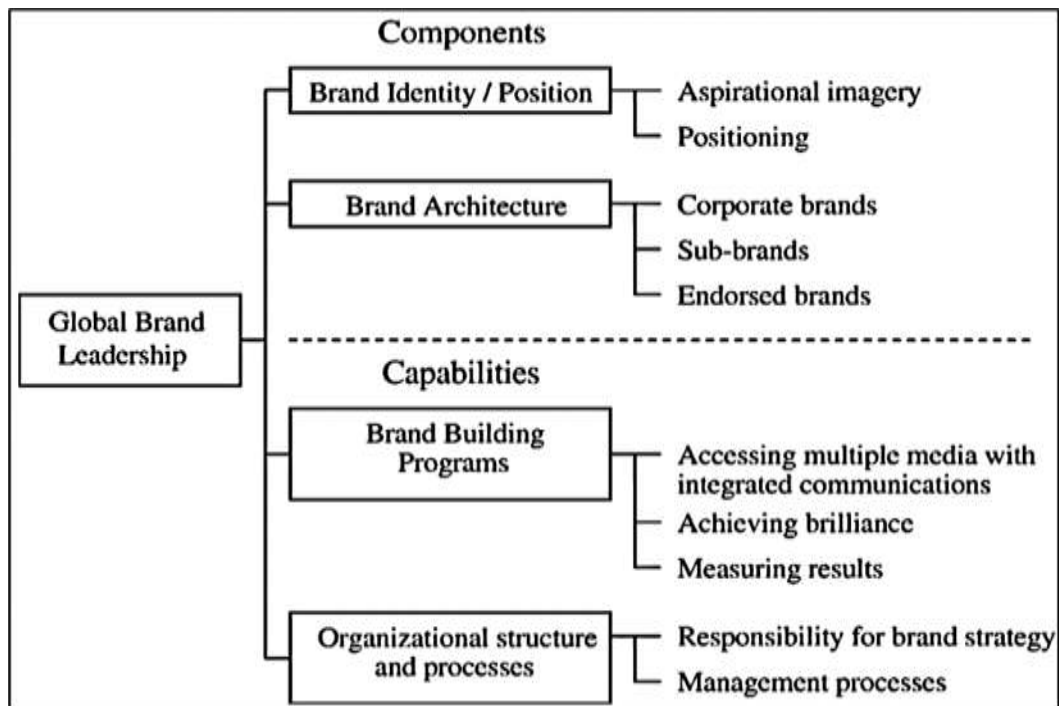 Components
Brand Identity / Position
Aspirational imagery
Positioning
Brand Architecture
Corporate brands
Sub-brands
Endorsed brands
Global Brand
Leadership
Capabilities
Brand Building
Programs
Accessing multiple media with
integrated communications
Achieving brilliance
Measuring results
Organizational structure
and processes
Responsibility for brand strategy
Management processes